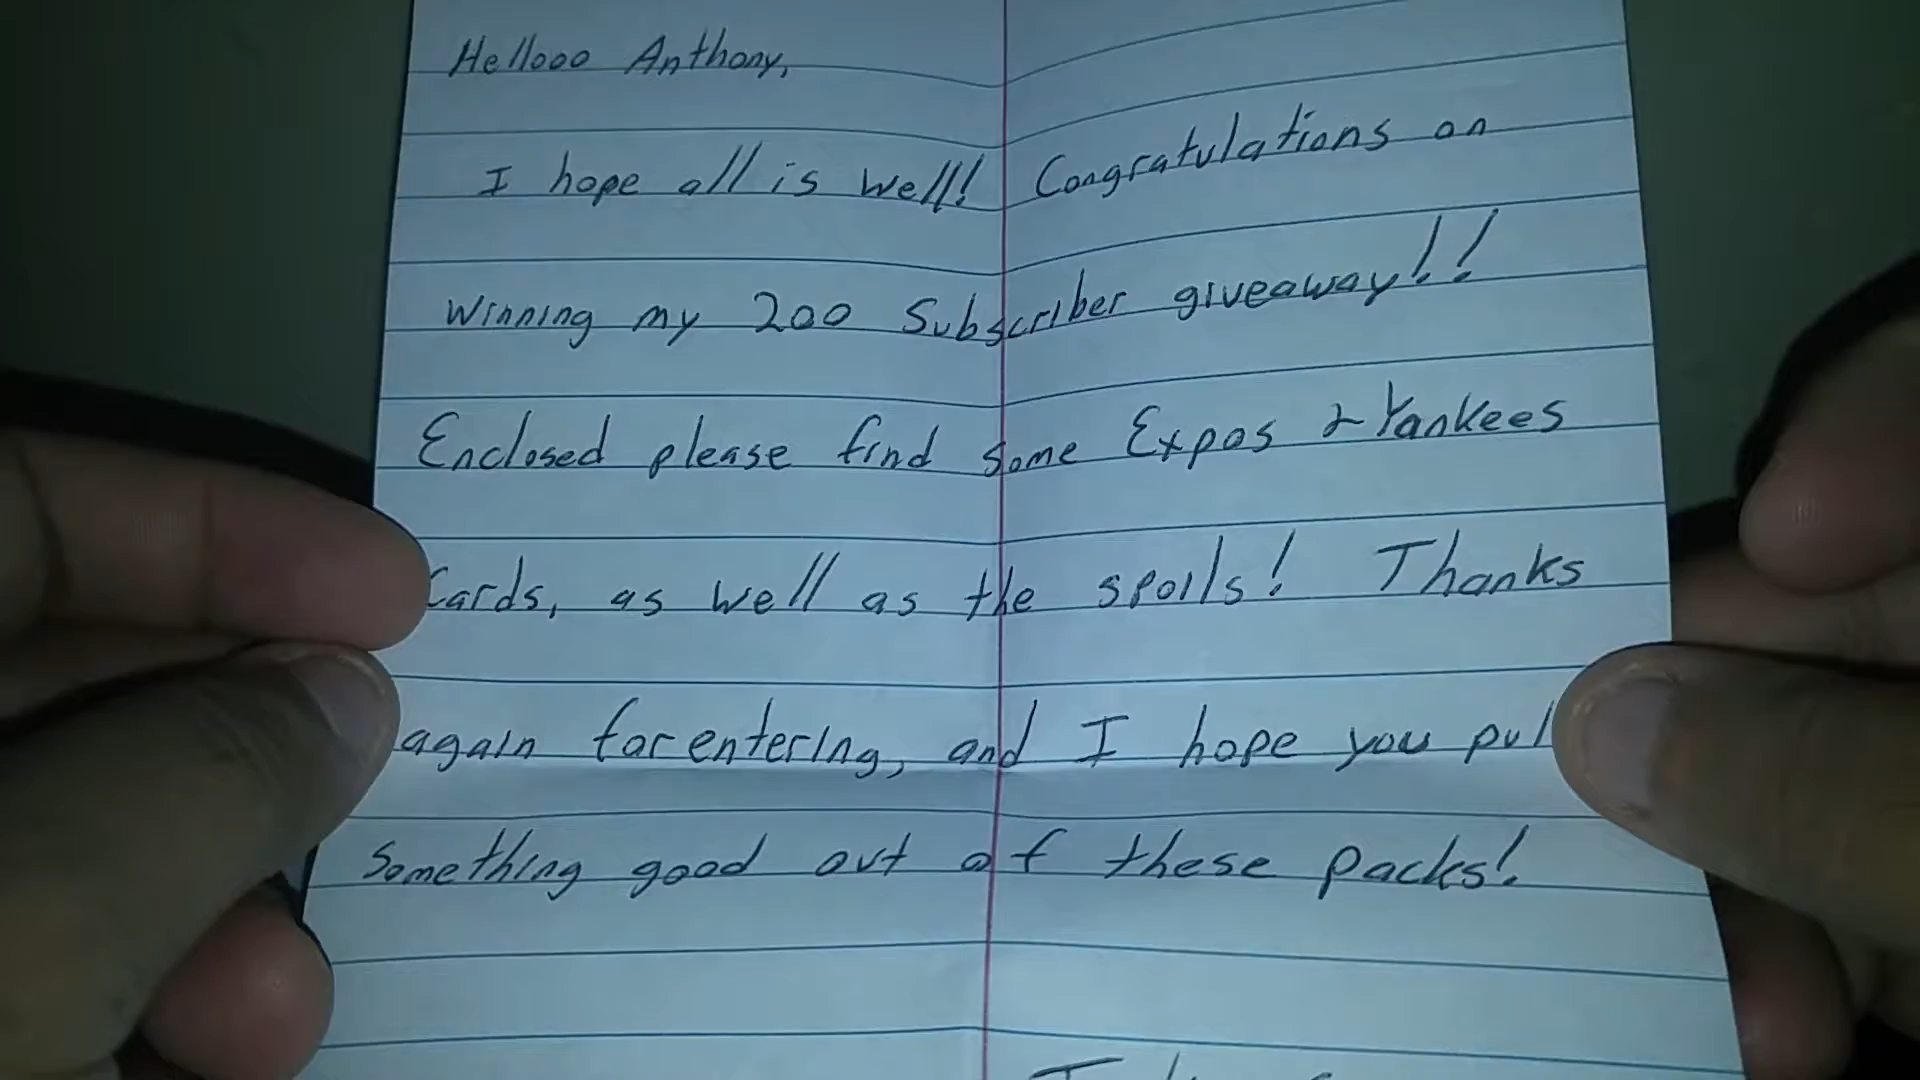 Hellooo Anthony,
I hope all is well! Congratulations on
winning my 200 Subscriber giveaway!!
Enclosed please find some Expos & Yankees
Cards, as well as the spoils! Thanks
again for entering, and I hope you pul
Something good out of these packs!